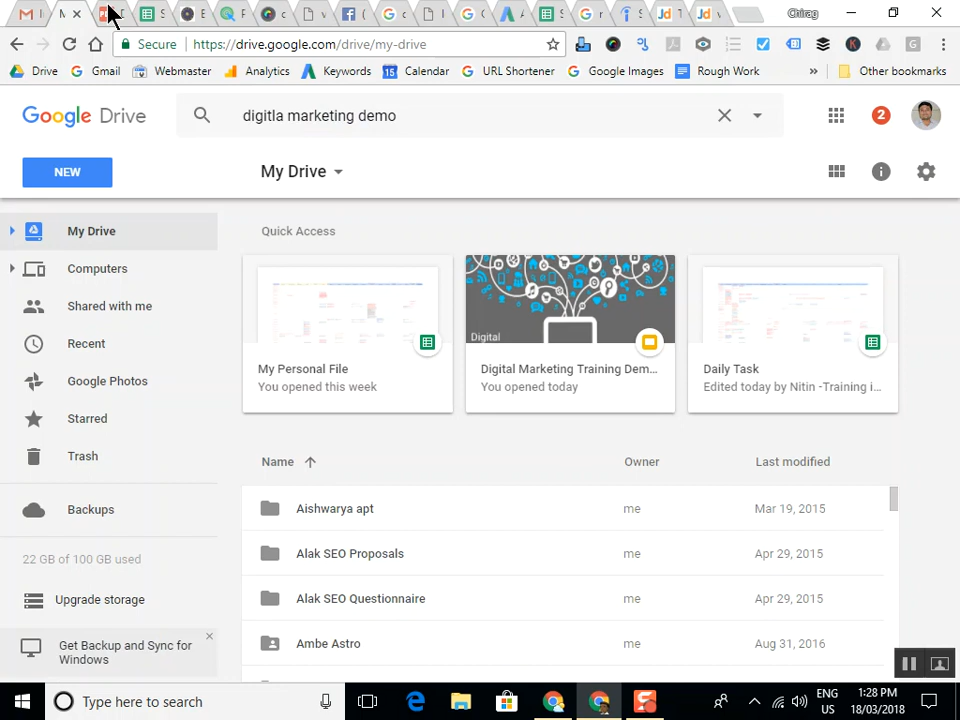 Chirag
Secure | https://drive.google.com/drive/my-drive
Drive Gmail Webmaster Analytics Keywords Calendar URL Shortener Google Images Rough Work » Other bookmarks
Google Drive digitla marketing demo 2
NEW My Drive
My Drive
Computers
Shared with me
Recent
Google Photos
Starred
Trash
Backups
22 GB of 100 GB used
Upgrade storage
Get Backup and Sync for
Windows
Quick Access
Digital
My Personal File
You opened this week
Digital Marketing Training Dem...
You opened today
Daily Task
Edited today by Nitin -Training i...
Name Owner Last modified
Aishwarya apt me Mar 19, 2015
Alak SEO Proposals me Apr 29, 2015
Alak SEO Questionnaire me Apr 29, 2015
Ambe Astro me Aug 31, 2016
Type here to search
ENG
US
1:28 PM
18/03/2018